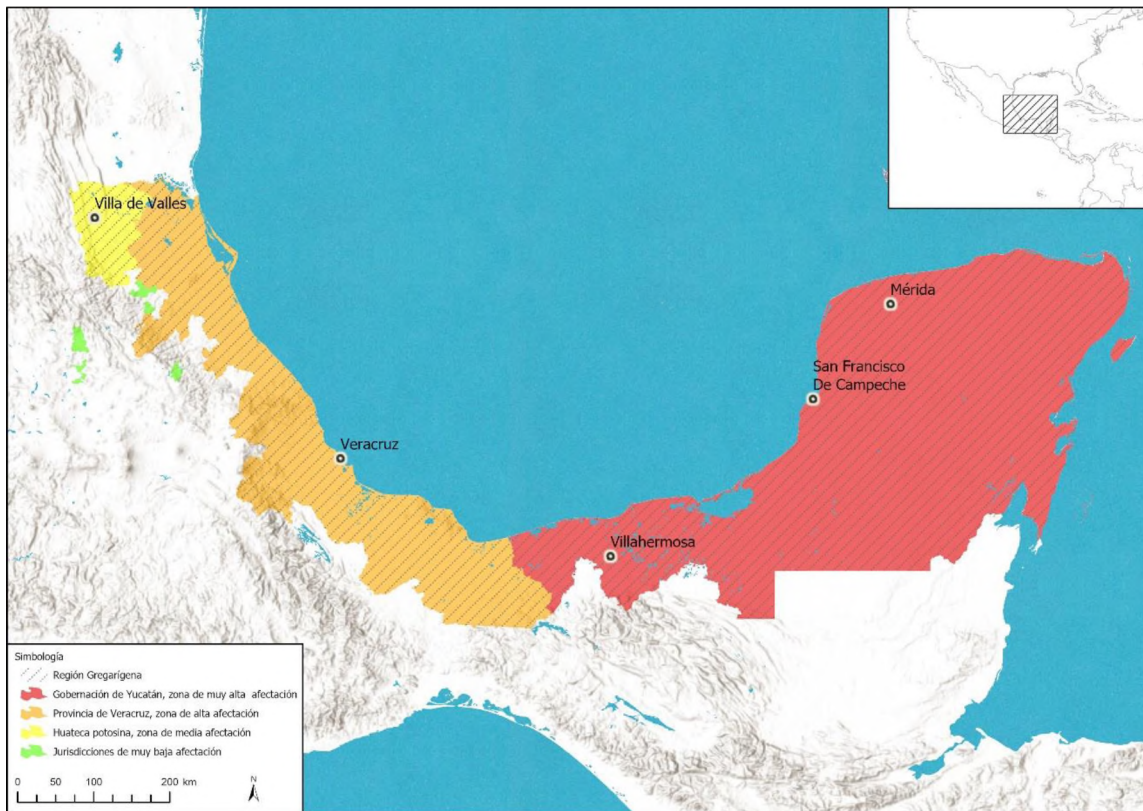 Villa de Valles
Mérida
San Francisco
De Campeche
Veracruz
Villahermosa
Simbología
Región Gregarígena
Gobernación de Yucatán, zona de muy alta afectación
Provincia de Veracruz, zona de alta afectación
Huateca potosina, zona de media afectación
Jurisdicciones de muy baja afectación
0 50 100 200 km
N